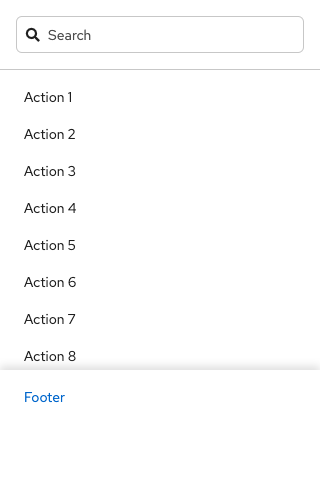 Search
Action 1
Action 2
Action 3
Action 4
Action 5
Action 6
Action 7
Action 8
Footer